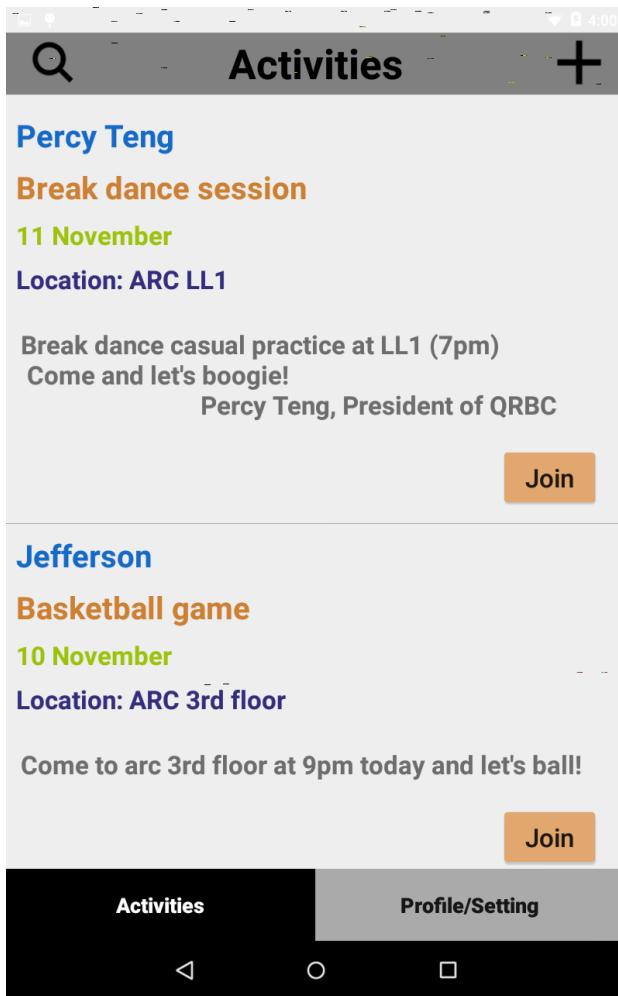 4:00
Activities
Percy Teng
Break dance session
11 November
Location: ARC LL1
Break dance casual practice at LL1 (7pm)
Come and let's boogie!
Percy Teng, President of QRBC
Join
Jefferson
Basketball game
10 November
Location: ARC 3rd floor
Come to arc 3rd floor at 9pm today and let's ball!
Join
Activities
Profile/Setting